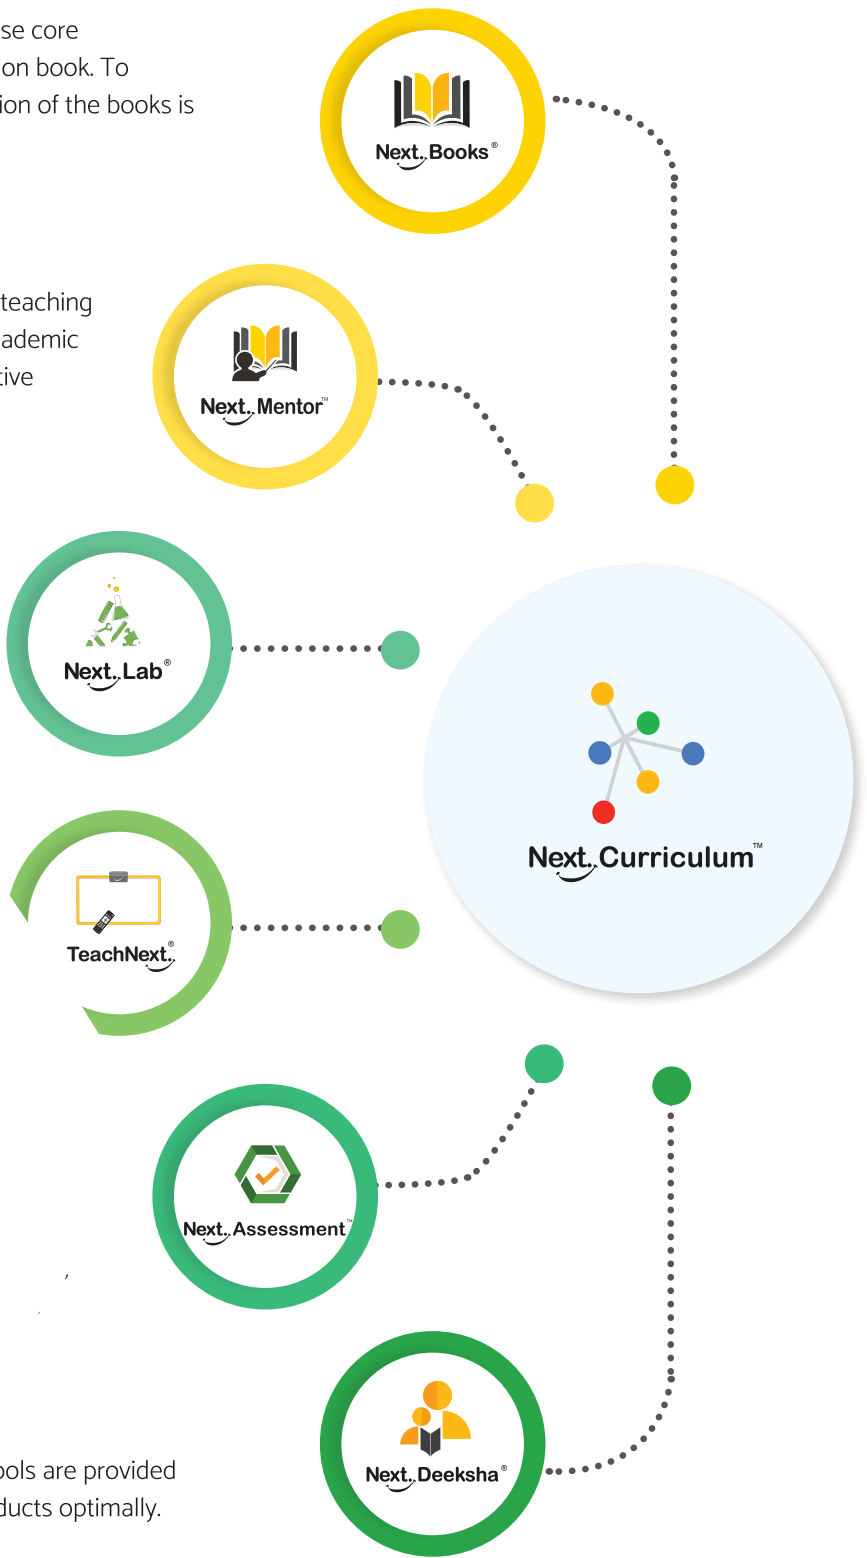 se core
on book. To
ion of the books is
Next Books®
teaching
ademic
tive
Next Mentor™
Next Lab®
Next Curriculum™
TeachNext®
Next Assessment™
,
Next Deeksha®
ools are provided
ducts optimally.